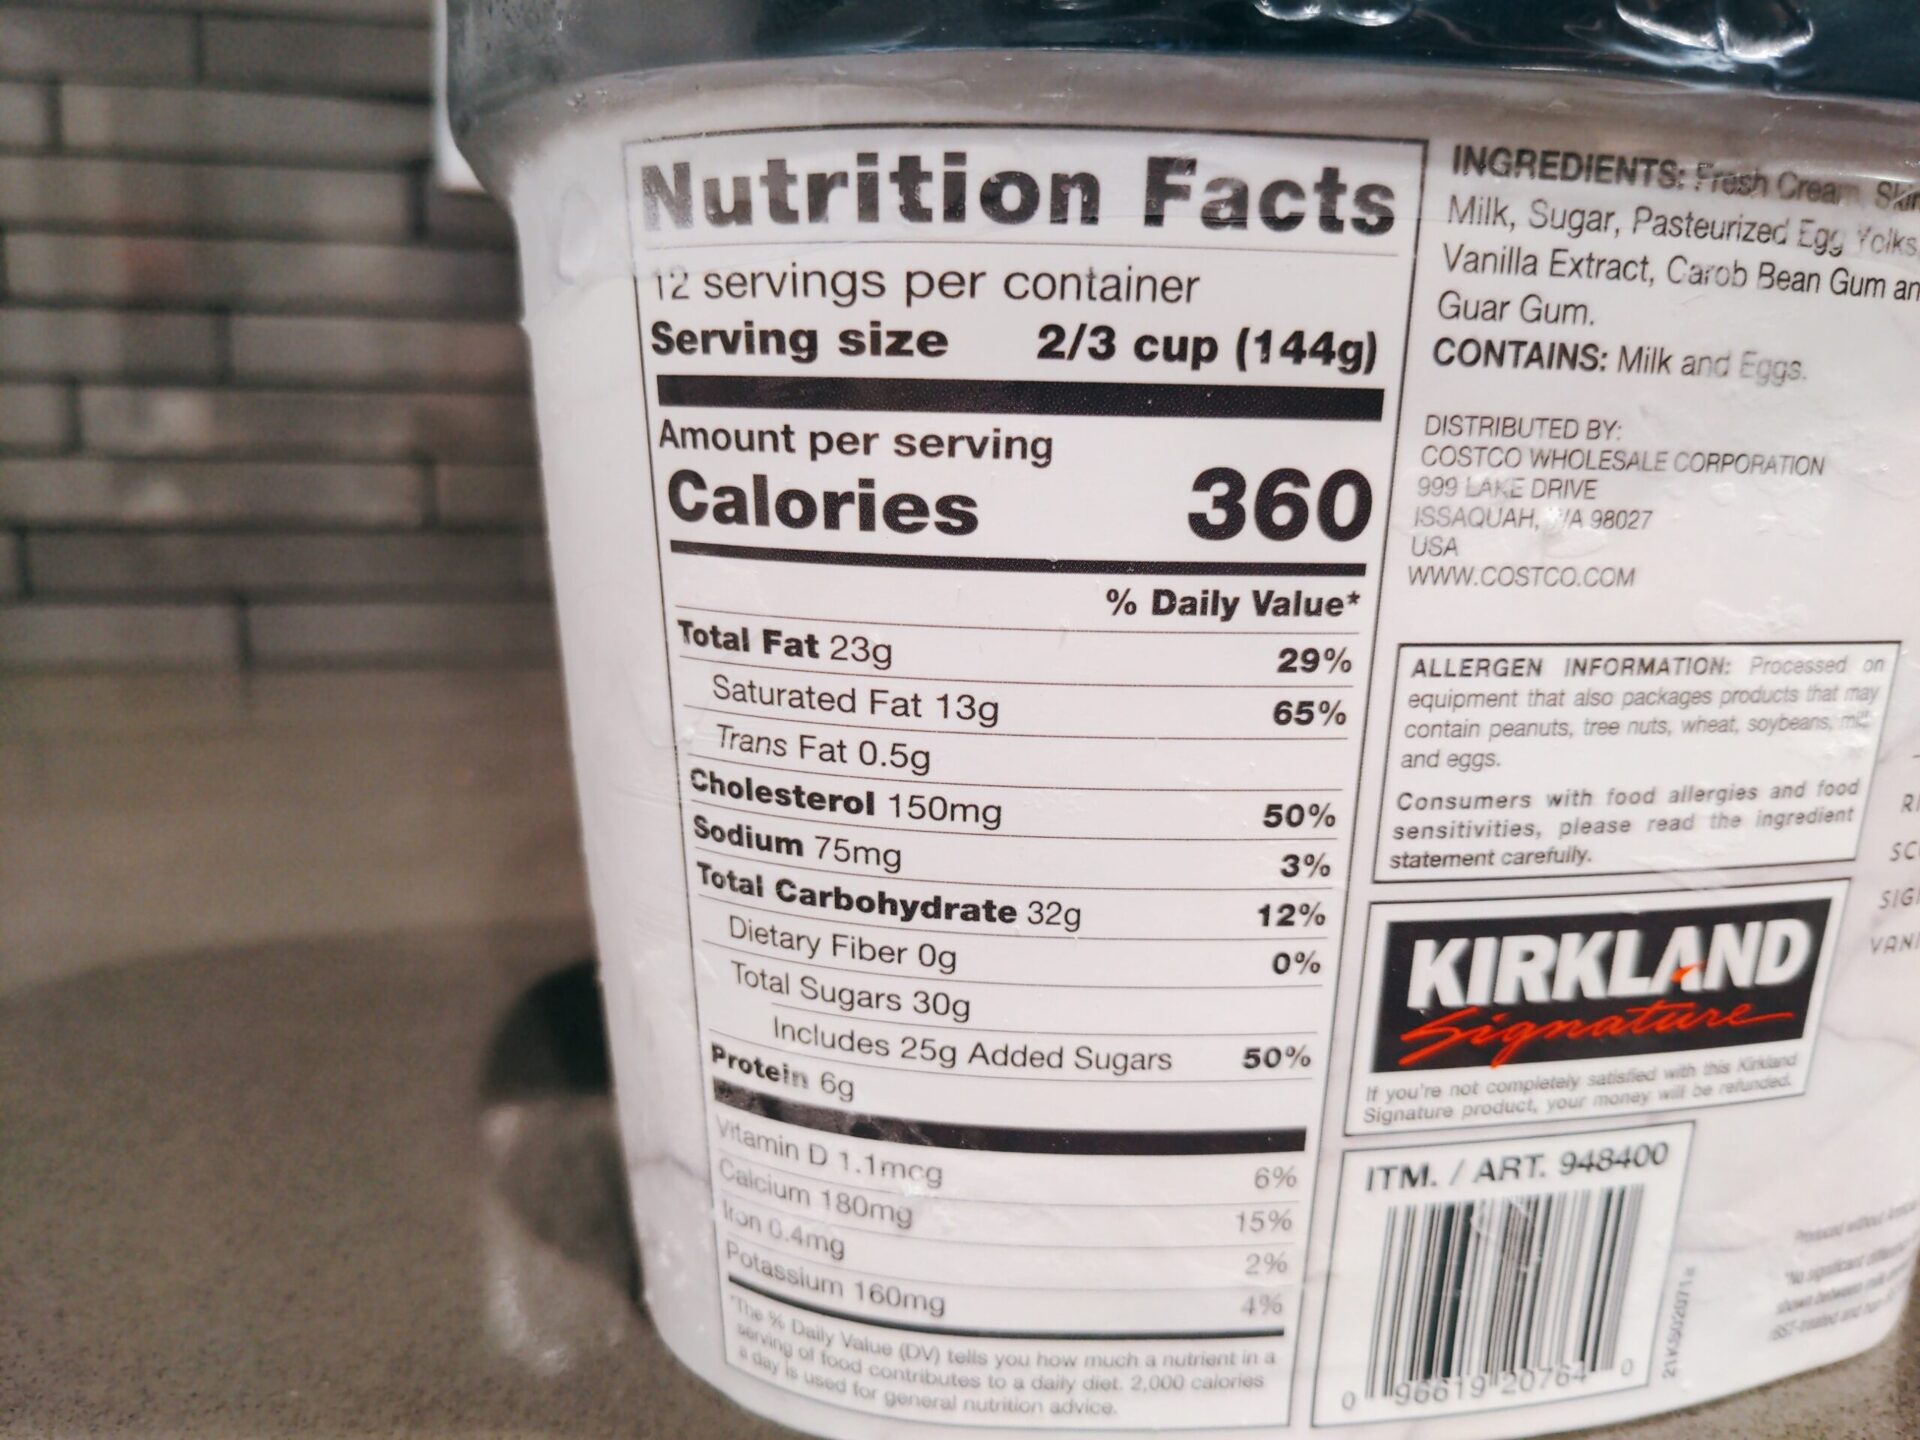 Nutrition Facts
12 servings per container
Serving size 2/3 cup (144g)
Amount per serving
Calories 360
% Daily Value*
Total Fat 23g 29%
Saturated Fat 13g 65%
Trans Fat 0.5g
Cholesterol 150mg 50%
Sodium 75mg 3%
Total Carbohydrate 32g 12%
Dietary Fiber 0g 0%
Total Sugars 30g
Includes 25g Added Sugars 50%
Protein 6g
Vitamin D 1.1mcg 6%
Calcium 180mg 15%
Iron 0.4mg 2%
Potassium 160mg 4%
*The % Daily Value (DV) tells you how much a nutrient in a
serving of food contributes to a daily diet. 2,000 calories
a day is used for general nutrition advice.
INGREDIENTS: Fresh Cream,
Milk, Sugar, Pasteurized Egg Yolks,
Vanilla Extract, Carob Bean Gum
Guar Gum.
CONTAINS: Milk and Eggs.
DISTRIBUTED BY:
COSTCO WHOLESALE CORPORATION
999 LAKE DRIVE
ISSAQUAH, WA 98027
USA
WWW.COSTCO.COM
ALLERGEN INFORMATION: Processed on
equipment that also packages products that may
contain peanuts, tree nuts, wheat, soybeans, milk
and eggs.
Consumers with food allergies and food
sensitivities, please read the ingredient
statement carefully.
KIRKLAND
Signature
If you're not completely satisfied with this Kirkland
Signature product, your money will be refunded.
ITM. / ART. 948400
0 96619 20764 0